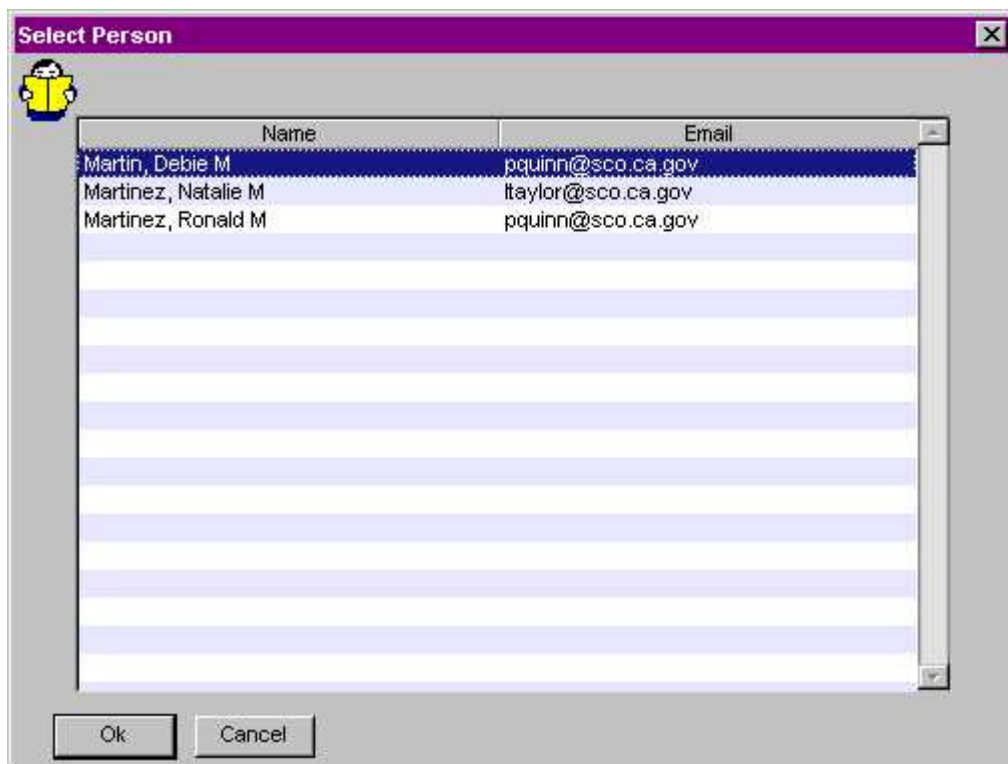 Select Person
Name Email
Martin, Debie M pquinn@sco.ca.gov
Martinez, Natalie M ltaylor@sco.ca.gov
Martinez, Ronald M pquinn@sco.ca.gov
Ok Cancel